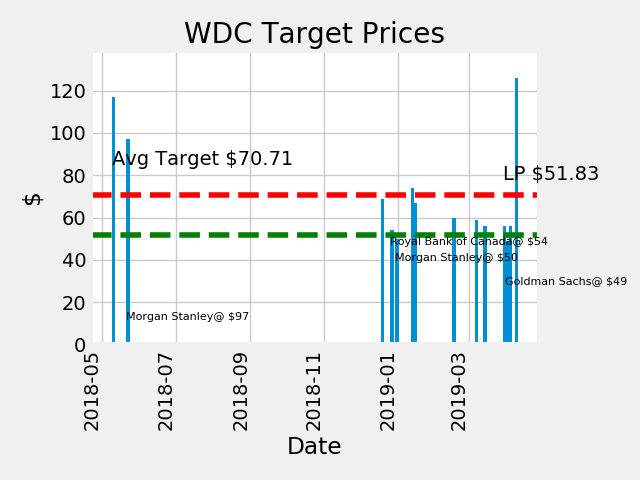 WDC Target Prices
120
100
80
60
40
20
0
$
Avg Target $70.71
LP $51.83
Royal Bank of Canada@ $54
Morgan Stanley@ $50
Goldman Sachs@ $49
Morgan Stanley@ $97
2018-05
2018-07
2018-09
2018-11
2019-01
2019-03
Date